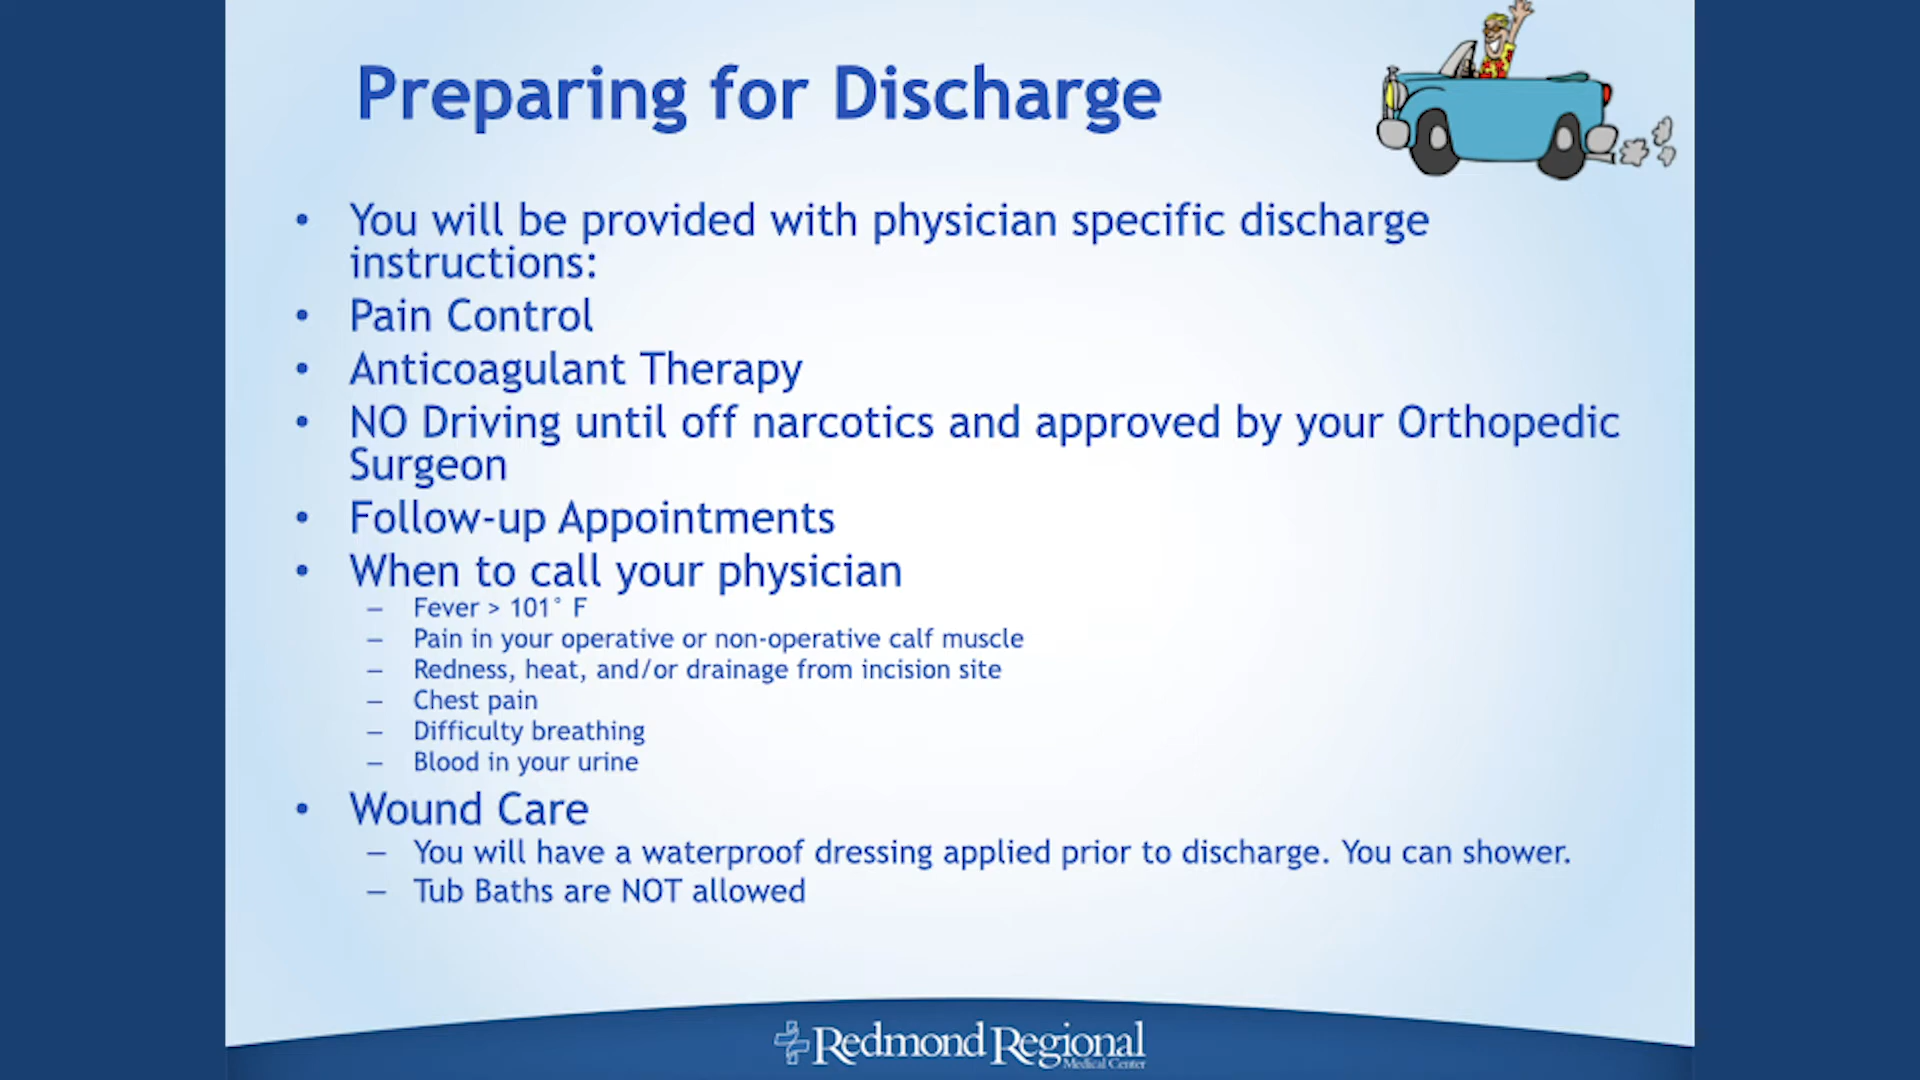 Preparing for Discharge
• You will be provided with physician specific discharge
instructions:
• Pain Control
• Anticoagulant Therapy
• NO Driving until off narcotics and approved by your Orthopedic
Surgeon
• Follow-up Appointments
• When to call your physician
– Fever > 101° F
– Pain in your operative or non-operative calf muscle
– Redness, heat, and/or drainage from incision site
– Chest pain
– Difficulty breathing
– Blood in your urine
• Wound Care
– You will have a waterproof dressing applied prior to discharge. You can shower.
– Tub Baths are NOT allowed
Redmond Regional
Medical Center